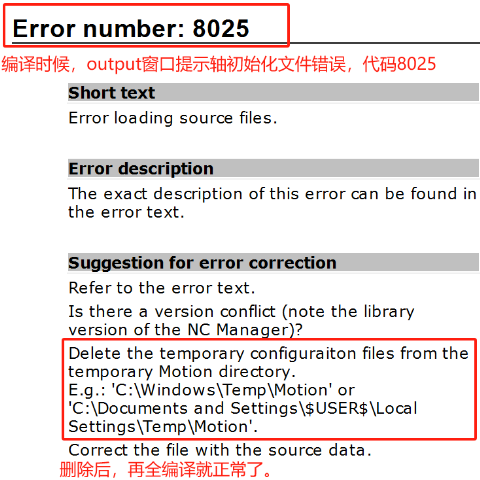 Error number: 8025
编译时候，output窗口提示轴初始化文件错误，代码8025
Short text
Error loading source files.
Error description
The exact description of this error can be found in
the error text.
Suggestion for error correction
Refer to the error text.
Is there a version conflict (note the library
version of the NC Manager)?
Delete the temporary configuraiton files from the
temporary Motion directory.
E.g.: 'C:\Windows\Temp\Motion' or
'C:\Documents and Settings\$USER$\Local
Settings\Temp\Motion'.
Correct the file with the source data.
删除后，再全编译就正常了。